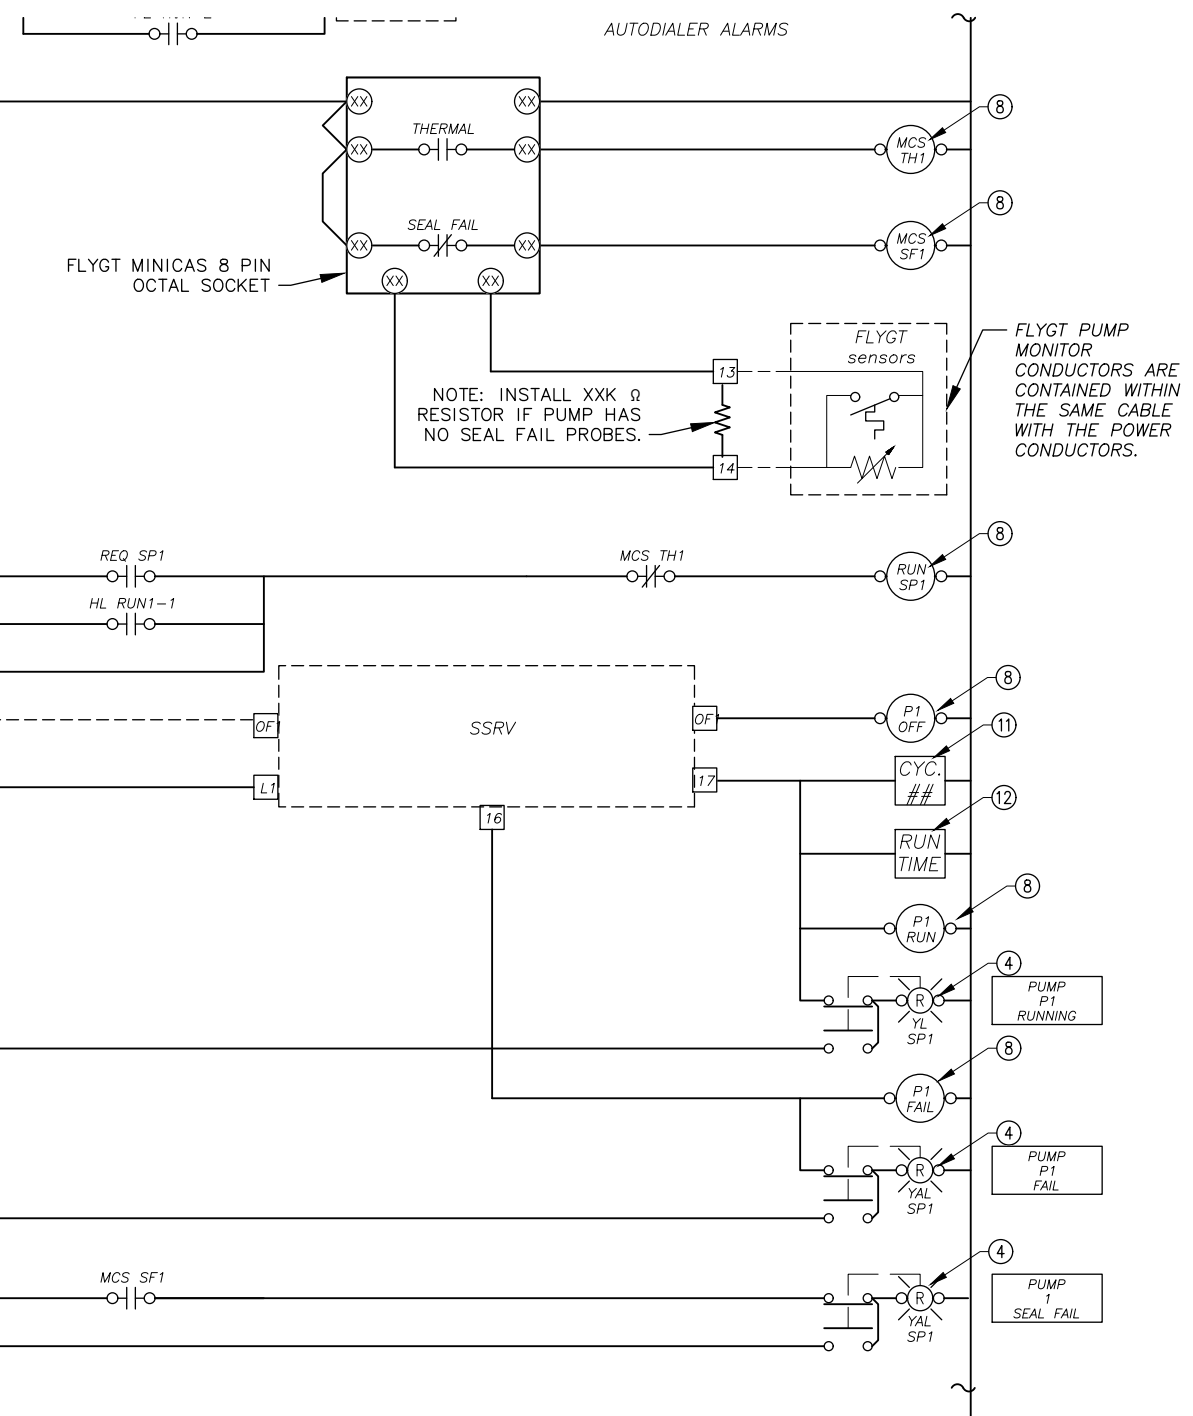 AUTODIALER ALARMS
XX
XX
8
THERMAL
XX
XX
MCS
TH1
8
SEAL FAIL
XX
XX
MCS
SF1
FLYGT MINICAS 8 PIN
OCTAL SOCKET
XX
XX
FLYGT
sensors
FLYGT PUMP
MONITOR
CONDUCTORS ARE
CONTAINED WITHIN
THE SAME CABLE
WITH THE POWER
CONDUCTORS.
13
NOTE: INSTALL XXK Ω
RESISTOR IF PUMP HAS
NO SEAL FAIL PROBES.
14
8
REQ SP1
MCS TH1
RUN
SP1
HL RUN1-1
8
OF
SSRV
OF
P1
OFF
11
L1
17
CYC.
##
12
16
RUN
TIME
8
P1
RUN
4
R
YL
SP1
PUMP
P1
RUNNING
8
P1
FAIL
4
R
YAL
SP1
PUMP
P1
FAIL
4
MCS SF1
R
YAL
SP1
PUMP
1
SEAL FAIL